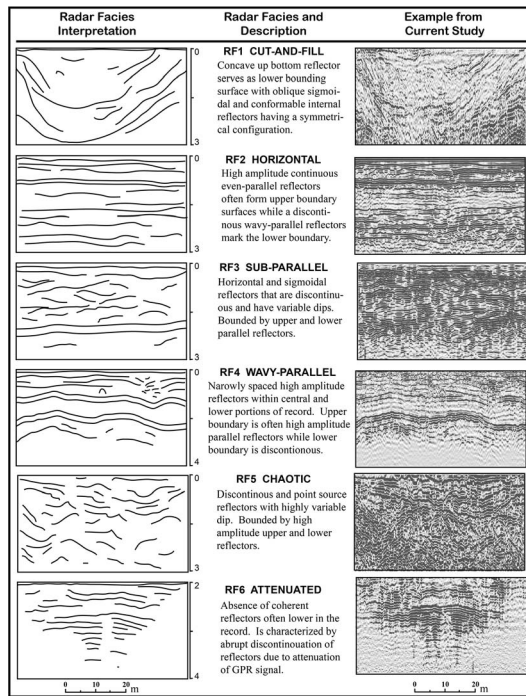 Radar Facies Interpretation
Radar Facies and Description
Example from Current Study
RF1 CUT-AND-FILL
Concave up bottom reflector
serves as lower bounding
surface with oblique sigmoi-
dal and conformable internal
reflectors having a symmetri-
cal configuration.
0
3
RF2 HORIZONTAL
High amplitude continuous
even-parallel reflectors
often form upper boundary
surfaces while a disconti-
nous wavy-parallel reflectors
mark the lower boundary.
0
3
RF3 SUB-PARALLEL
Horizontal and sigmoidal
reflectors that are discontinu-
ous and have variable dips.
Bounded by upper and lower
parallel reflectors.
0
3
RF4 WAVY-PARALLEL
Narowly spaced high amplitude
reflectors within central and
lower portions of record. Upper
boundary is often high amplitude
parallel reflectors while lower
boundary is discontionous.
0
4
RF5 CHAOTIC
Discontinous and point source
reflectors with highly variable
dip. Bounded by high
amplitude upper and lower
reflectors.
0
3
RF6 ATTENUATED
Absence of coherent
reflectors often lower in the
record. Is characterized by
abrupt discontinouation of
reflectors due to attenuation
of GPR signal.
2
4
0 10 20 m
0 10 20 m